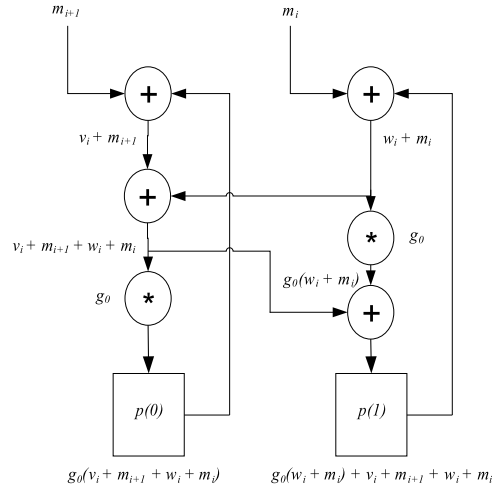 m_{i+1} m_i
+ +
v_i + m_{i+1} w_i + m_i
+
v_i + m_{i+1} + w_i + m_i * g_0
g_0 * g_0(w_i + m_i) +
p(0) p(1)
g_0(v_i + m_{i+1} + w_i + m_i) g_0(w_i + m_i) + v_i + m_{i+1} + w_i + m_i